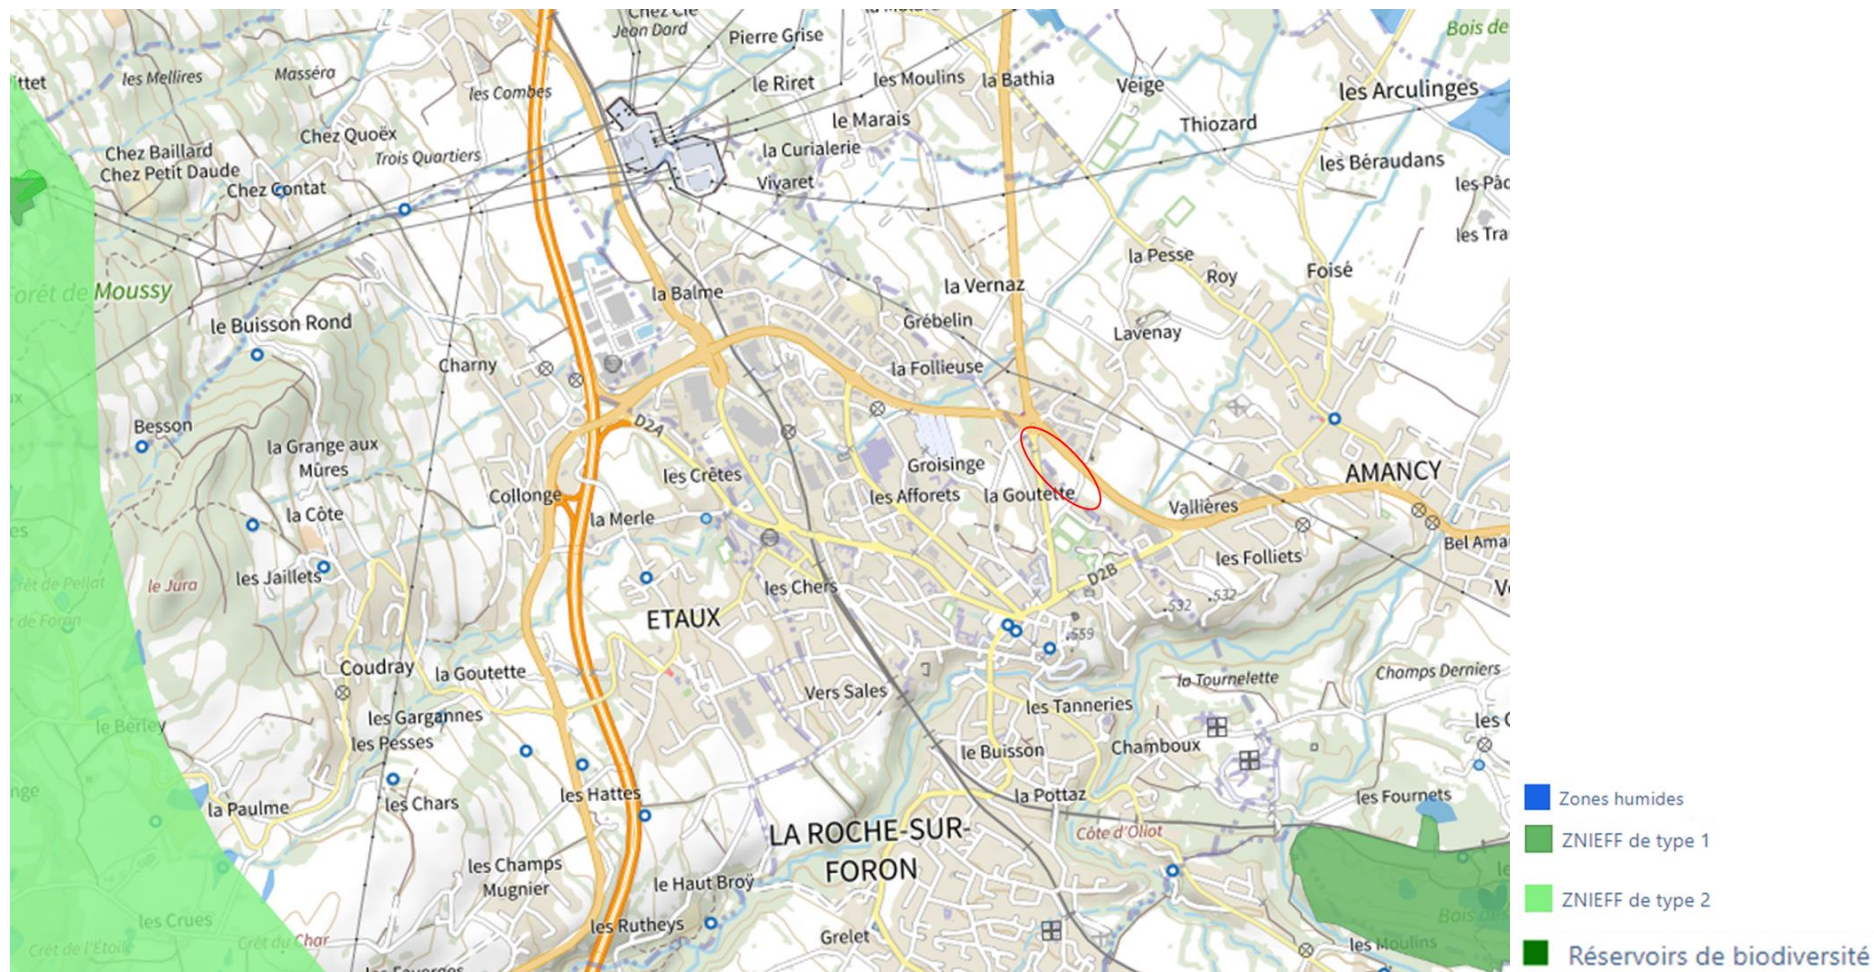 Jean Dard
Pierre Grise
Bois de
les Mellires
Masséra
les Combes
le Riret
les Moulins
la Bathia
Veige
les Arculinges
le Marais
Thiozard
Chez Quoëx
Chez Baillard
Chez Petit Daude
Trois Quartiers
la Curialerie
les Béraudans
Chez Contat
Vivaret
les Tra
la Pesse
Roy
Foisé
Forêt de Moussy
la Balme
la Vernaz
le Buisson Rond
Grébelin
Lavenay
Charny
la Follieuse
Besson
D2A
la Grange aux
Mûres
les Crêtes
Groisinge
AMANCY
Collonge
les Afforets
la Goutette
Vallières
la Côte
la Merle
Bel Ama
les Folliets
les Jaillets
le Jura
les Chers
D2B
ETAUX
.532
.532
.559
Coudray
la Goutette
la Tournelette
Champs Derniers
Vers Sales
les Tanneries
les Gargannes
le Berley
les Pesses
le Buisson
Chamboux
la Paulme
les Chars
les Hattes
la Pottaz
les Fournets
LA ROCHE-SUR-
FORON
Côte d'Oliot
les Champs
Mugnier
le Haut Broÿ
les Crues
les Rutheys
Grelet
Crêt de l'Étoile
Crêt du Char
les Moulins
Zones humides
ZNIEFF de type 1
ZNIEFF de type 2
Réservoirs de biodiversité